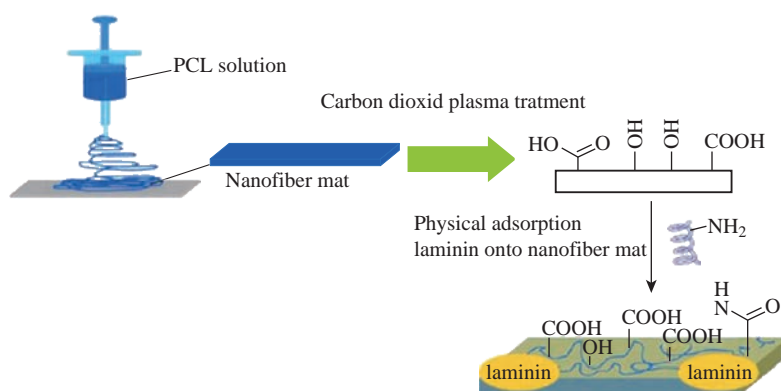 PCL solution
Carbon dioxid plasma tratment
Nanofiber mat
HO
O
OH
OH
COOH
Physical adsorption
laminin onto nanofiber mat
NH2
H
N
O
COOH
COOH
COOH
OH
laminin
laminin